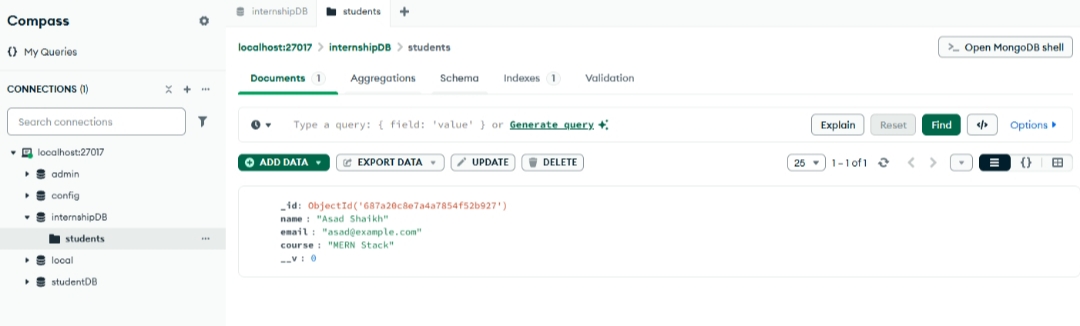 Compass
My Queries
CONNECTIONS (1)
Search connections
localhost:27017
admin
config
internshipDB
students
local
studentDB
internshipDB
students
localhost:27017 > internshipDB > students
>_ Open MongoDB shell
Documents 1 Aggregations Schema Indexes 1 Validation
Type a query: { field: 'value' } or Generate query
Explain Reset Find </> Options
ADD DATA EXPORT DATA UPDATE DELETE
25 1 – 1 of 1 {}
_id: ObjectId('687a20c8e7a4a7854f52b927')
name : "Asad Shaikh"
email : "asad@example.com"
course : "MERN Stack"
__v : 0